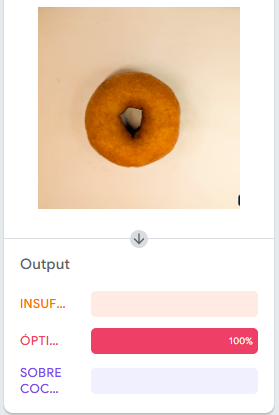 Output
INSUF...
ÓPTI... 100%
SOBRE
COC...